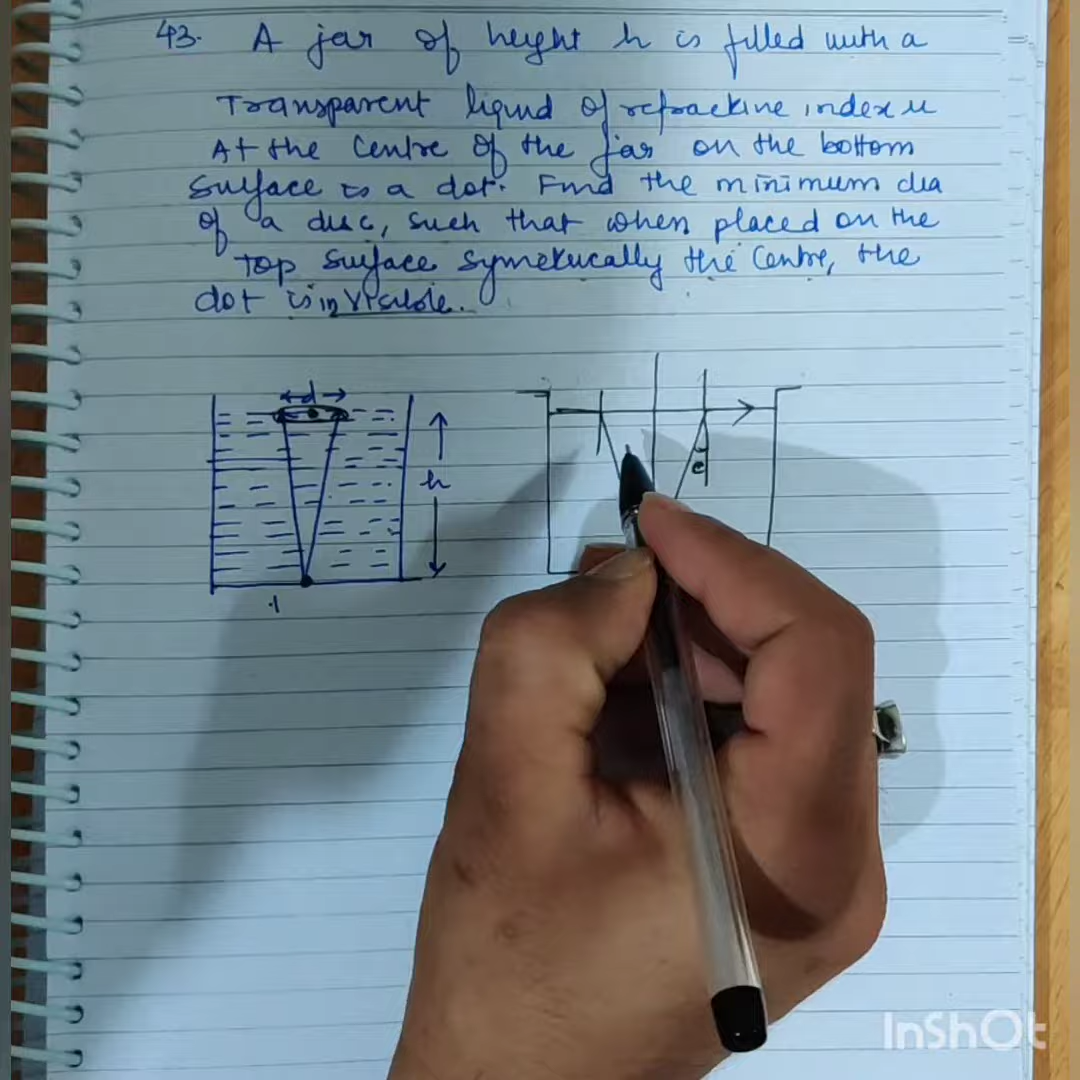 43. A jar of height h is filled with a
Transparent liquid of refractive index μ
At the centre of the jar on the bottom
Surface is a dot. Find the minimum dia
of a disc, such that when placed on the
Top surface symetrically the centre, the
dot is invisible.
d
h
c
InShOt